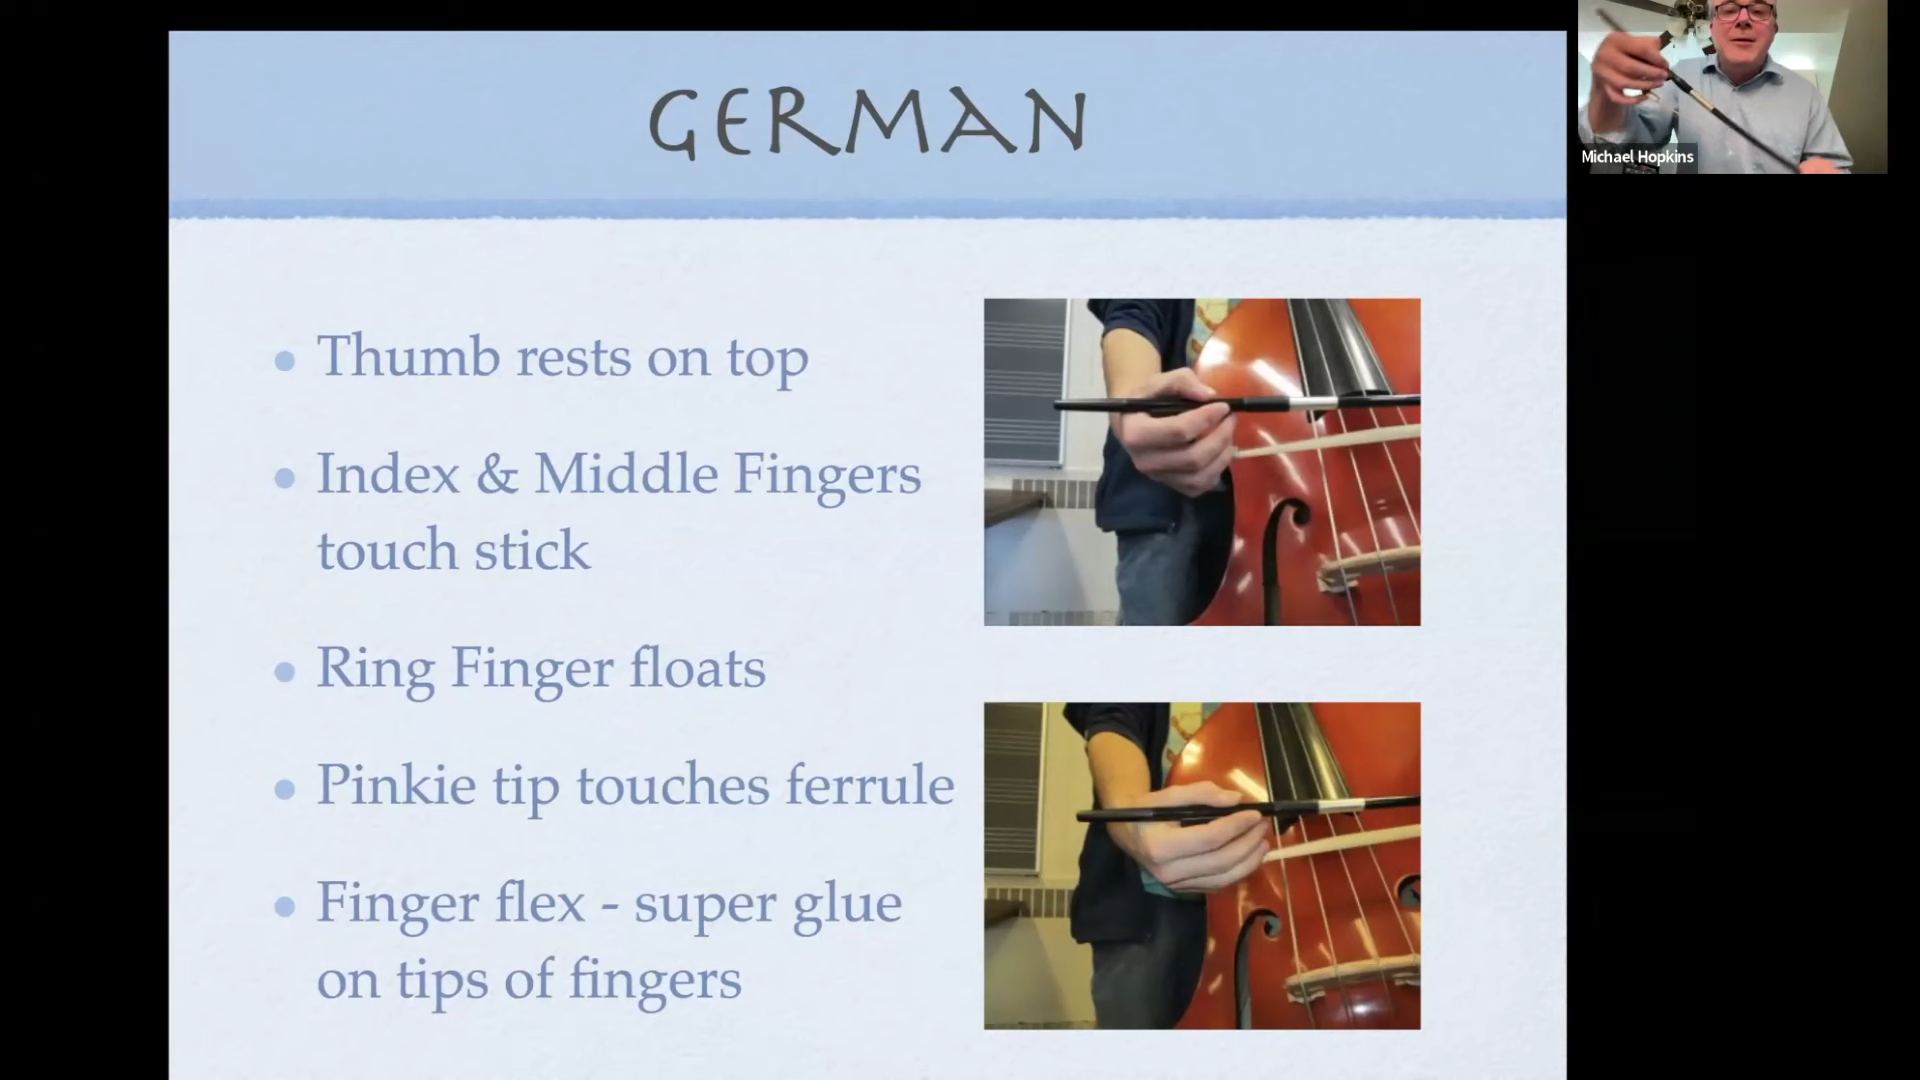 GERMAN
Michael Hopkins
Thumb rests on top
Index & Middle Fingers
touch stick
Ring Finger floats
Pinkie tip touches ferrule
Finger flex - super glue
on tips of fingers